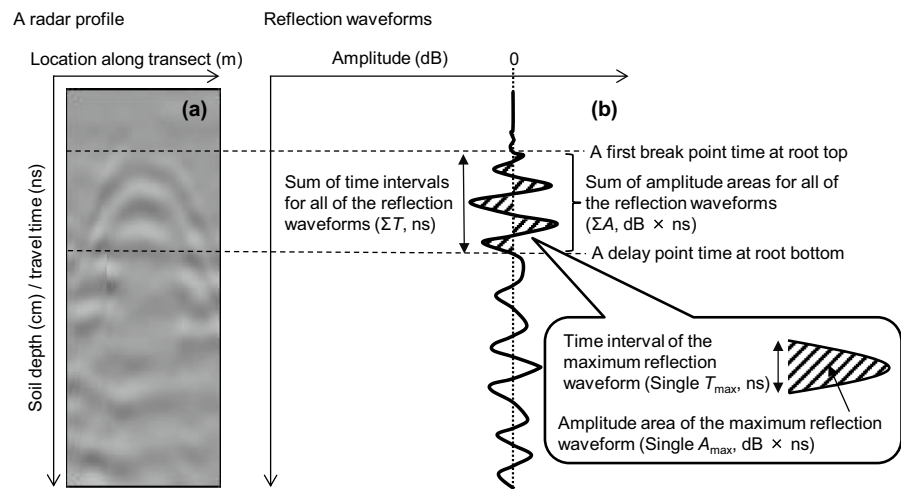 A radar profile
Reflection waveforms
Location along transect (m)
Amplitude (dB)
0
(a)
(b)
Soil depth (cm) / travel time (ns)
A first break point time at root top
Sum of time intervals
for all of the reflection
waveforms (ΣT, ns)
Sum of amplitude areas for all of
the reflection waveforms
(ΣA, dB × ns)
A delay point time at root bottom
Time interval of the
maximum reflection
waveform (Single Tmax, ns)
Amplitude area of the maximum reflection
waveform (Single Amax, dB × ns)